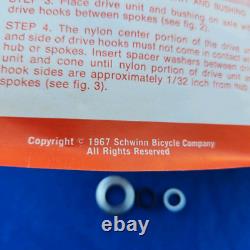 STEP 3. Place drive unit and bushing on axle
drive hooks between spokes (see fig. 2).
STEP 4. The nylon center portion of the drive
and side of drive hooks must not come in contact wi
hub or spokes. Insert spacer washers between
unit and cone until nylon portion of drive unit
hook sides are approximately 1/32 inch from hub
spokes (see fig. 3).
Copyright © 1967 Schwinn Bicycle Company
All Rights Reserved